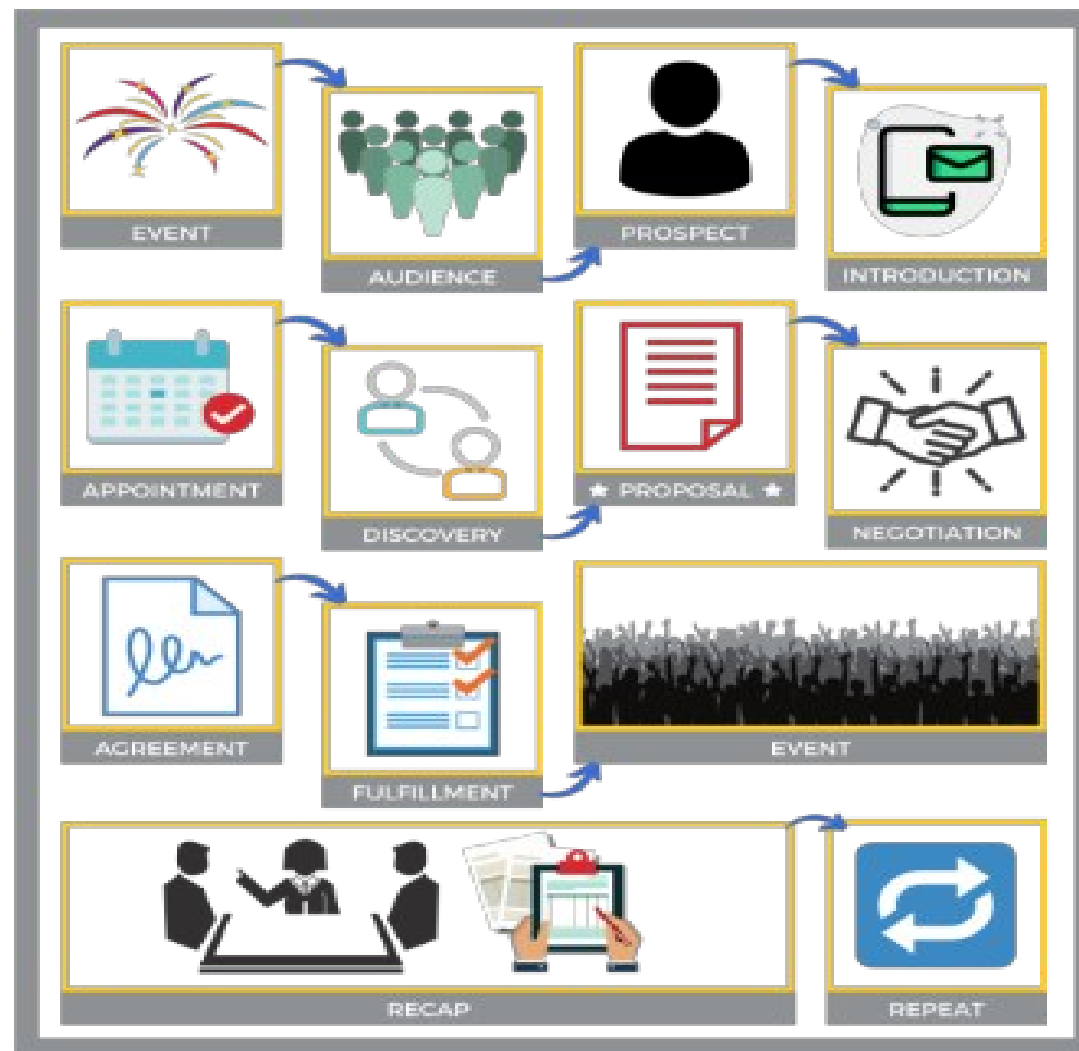 EVENT
AUDIENCE
PROSPECT
INTRODUCTION
APPOINTMENT
DISCOVERY
★ PROPOSAL ★
NEGOTIATION
AGREEMENT
FULFILLMENT
EVENT
RECAP
REPEAT